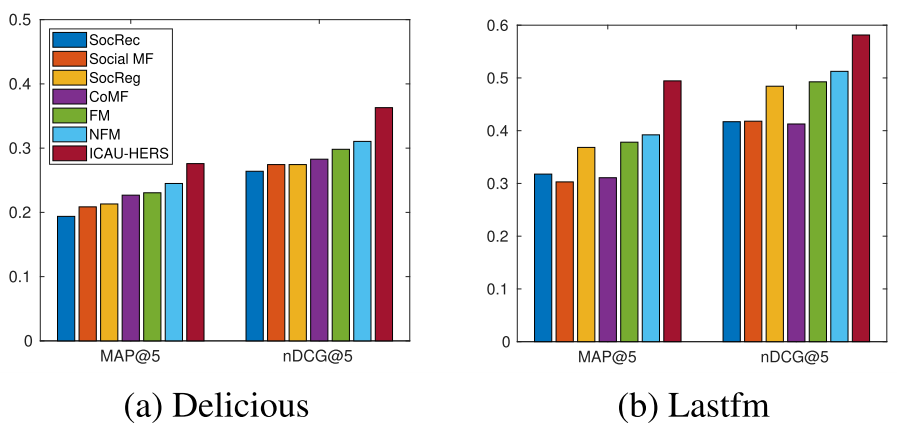 0.5
0.4
0.3
0.2
0.1
0
SocRec
Social MF
SocReg
CoMF
FM
NFM
ICAU-HERS
MAP@5
nDCG@5
(a) Delicious
0.6
0.5
0.4
0.3
0.2
0.1
0
MAP@5
nDCG@5
(b) Lastfm